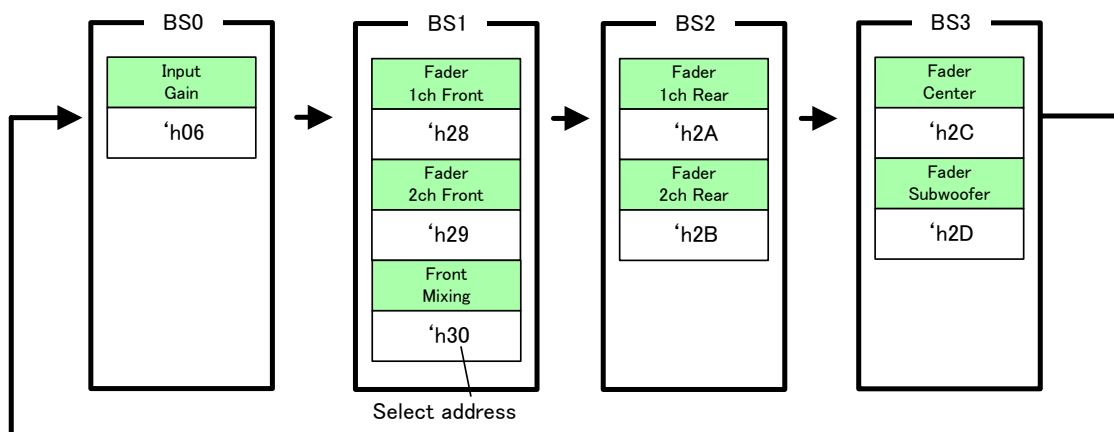 BS0
Input
Gain
‘h06
BS1
Fader
1ch Front
‘h28
Fader
2ch Front
‘h29
Front
Mixing
‘h30
Select address
BS2
Fader
1ch Rear
‘h2A
Fader
2ch Rear
‘h2B
BS3
Fader
Center
‘h2C
Fader
Subwoofer
‘h2D